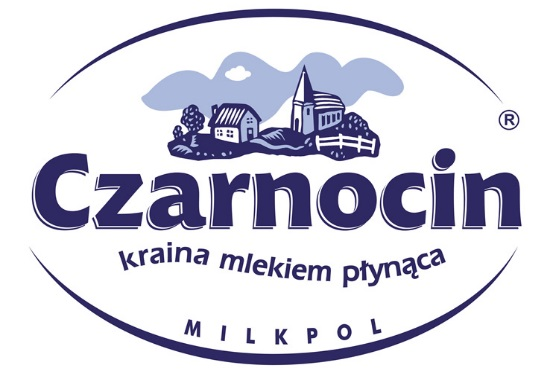 ®
Czarnocin
kraina mlekiem płynąca
MILKPOL